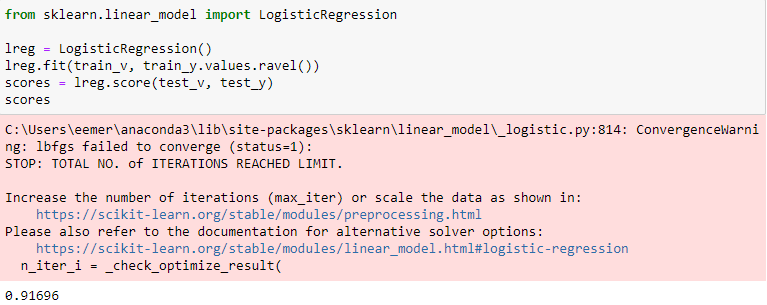 from sklearn.linear_model import LogisticRegression
lreg = LogisticRegression()
lreg.fit(train_v, train_y.values.ravel())
scores = lreg.score(test_v, test_y)
scores
C:\Users\eemer\anaconda3\lib\site-packages\sklearn\linear_model\_logistic.py:814: ConvergenceWarni
ng: lbfgs failed to converge (status=1):
STOP: TOTAL NO. of ITERATIONS REACHED LIMIT.
Increase the number of iterations (max_iter) or scale the data as shown in:
    https://scikit-learn.org/stable/modules/preprocessing.html
Please also refer to the documentation for alternative solver options:
    https://scikit-learn.org/stable/modules/linear_model.html#logistic-regression
  n_iter_i = _check_optimize_result(
0.91696